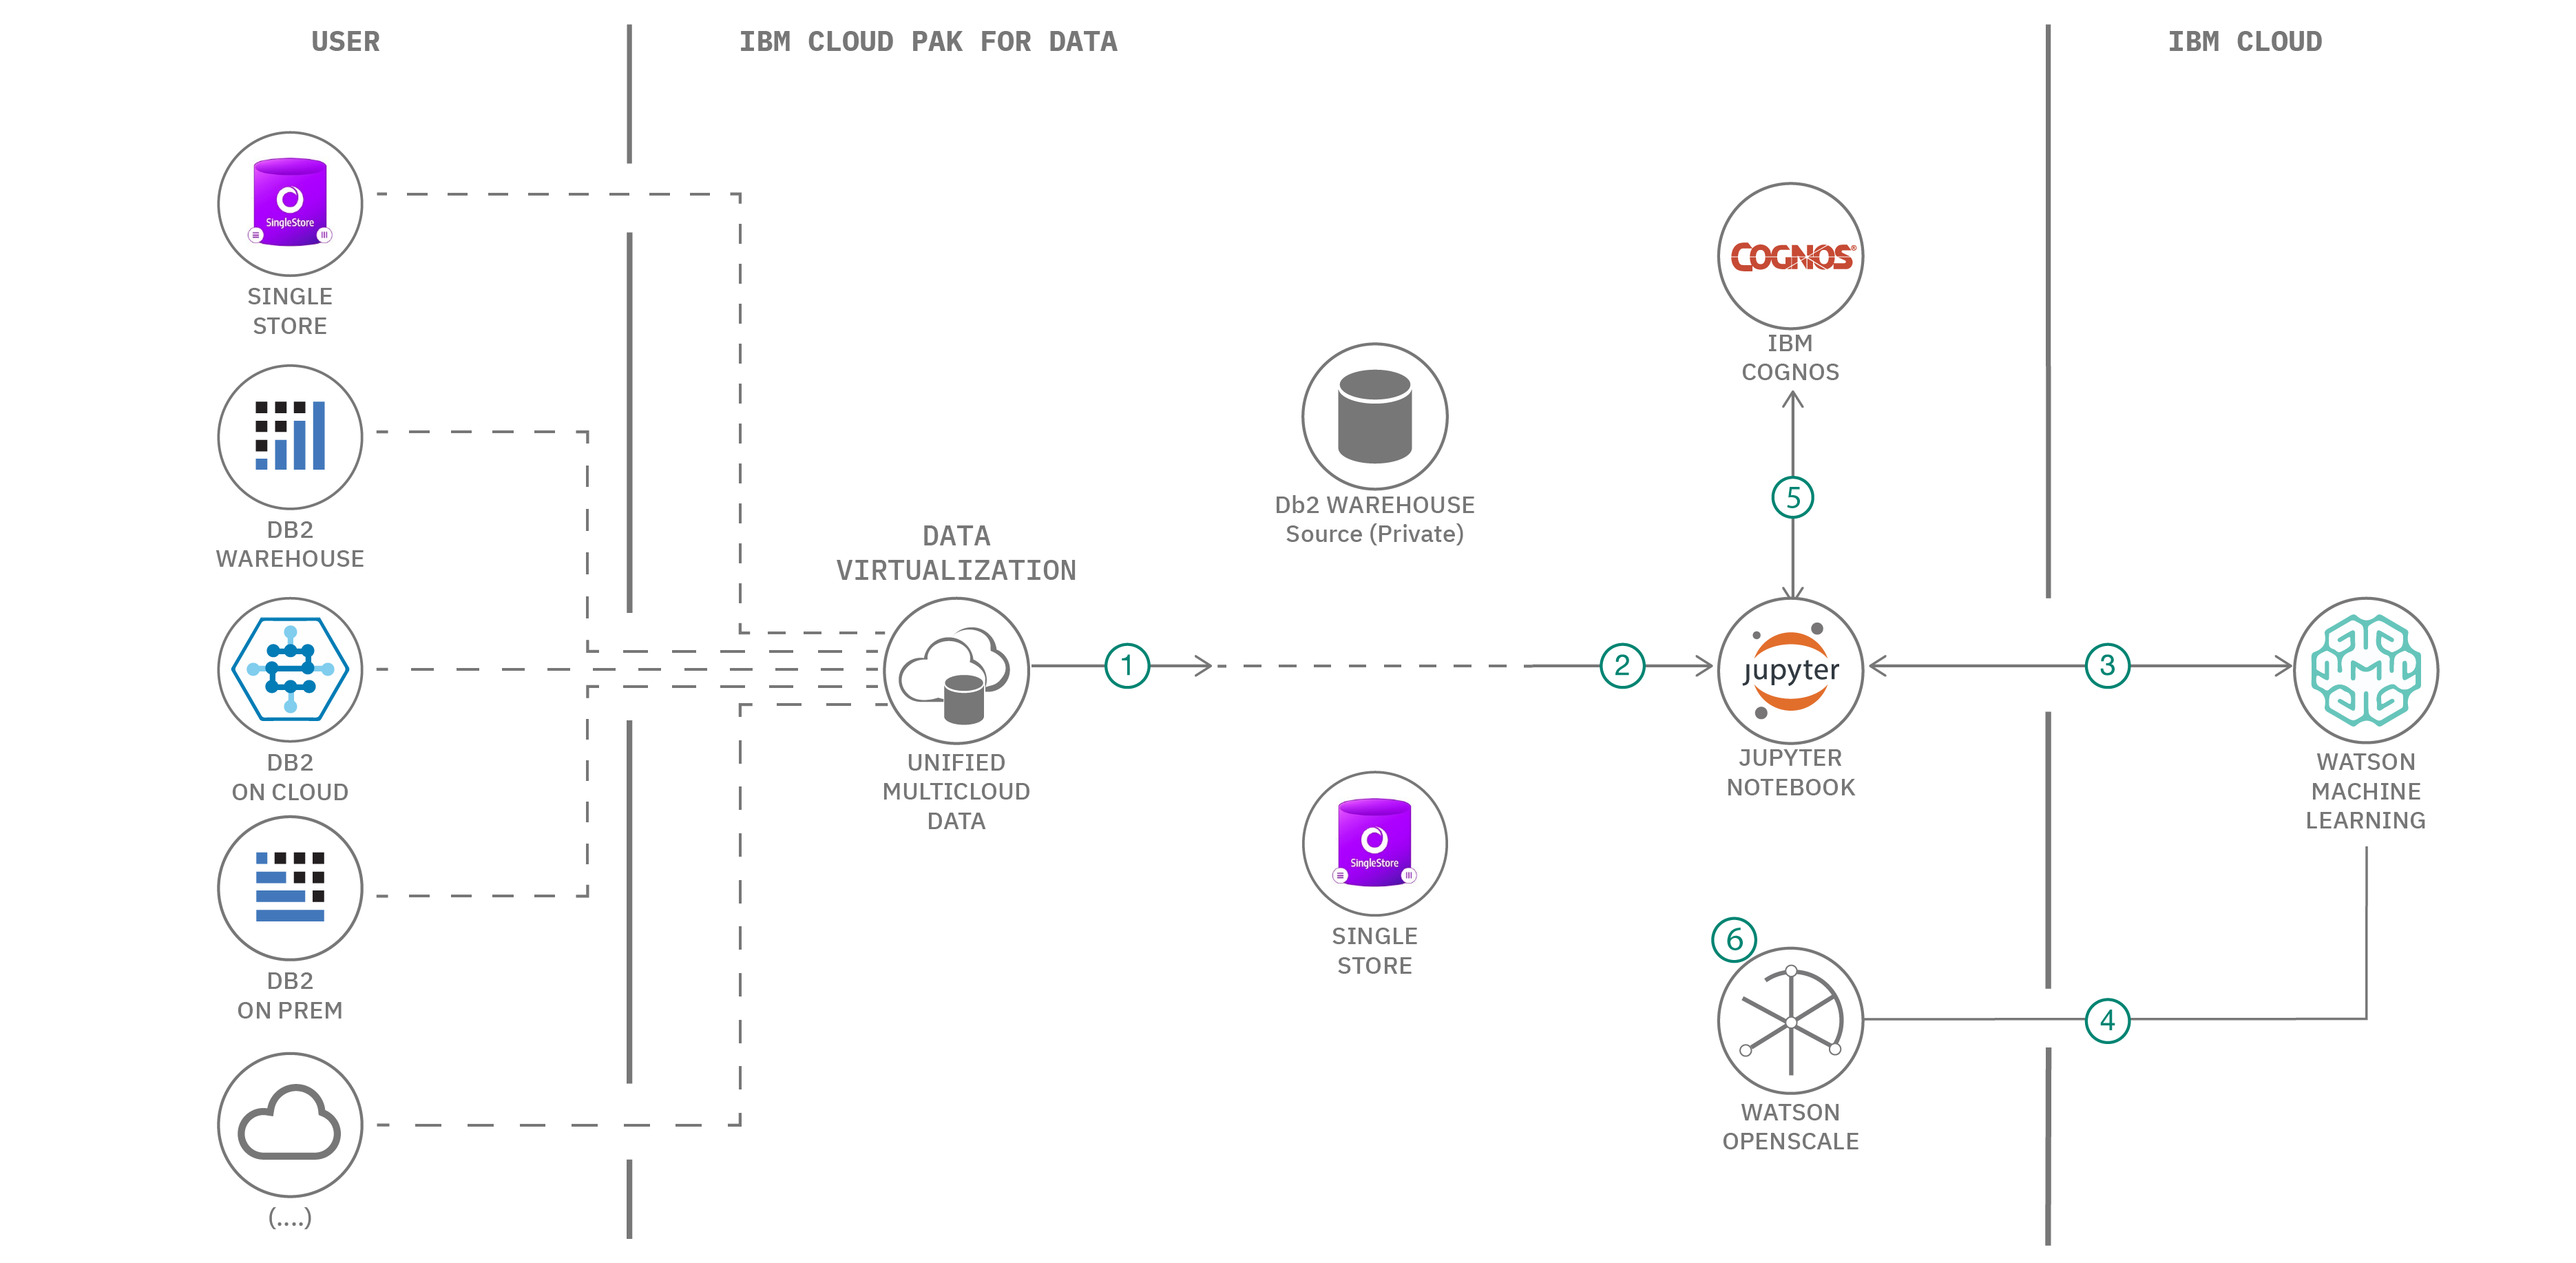 USER
IBM CLOUD PAK FOR DATA
IBM CLOUD
SingleStore
SINGLE
STORE
DB2
WAREHOUSE
DB2
ON CLOUD
DB2
ON PREM
(....)
DATA
VIRTUALIZATION
UNIFIED
MULTICLOUD
DATA
1
Db2 WAREHOUSE
Source (Private)
SingleStore
SINGLE
STORE
2
COGNOS®
IBM
COGNOS
5
jupyter
JUPYTER
NOTEBOOK
6
WATSON
OPENSCALE
3
WATSON
MACHINE
LEARNING
4